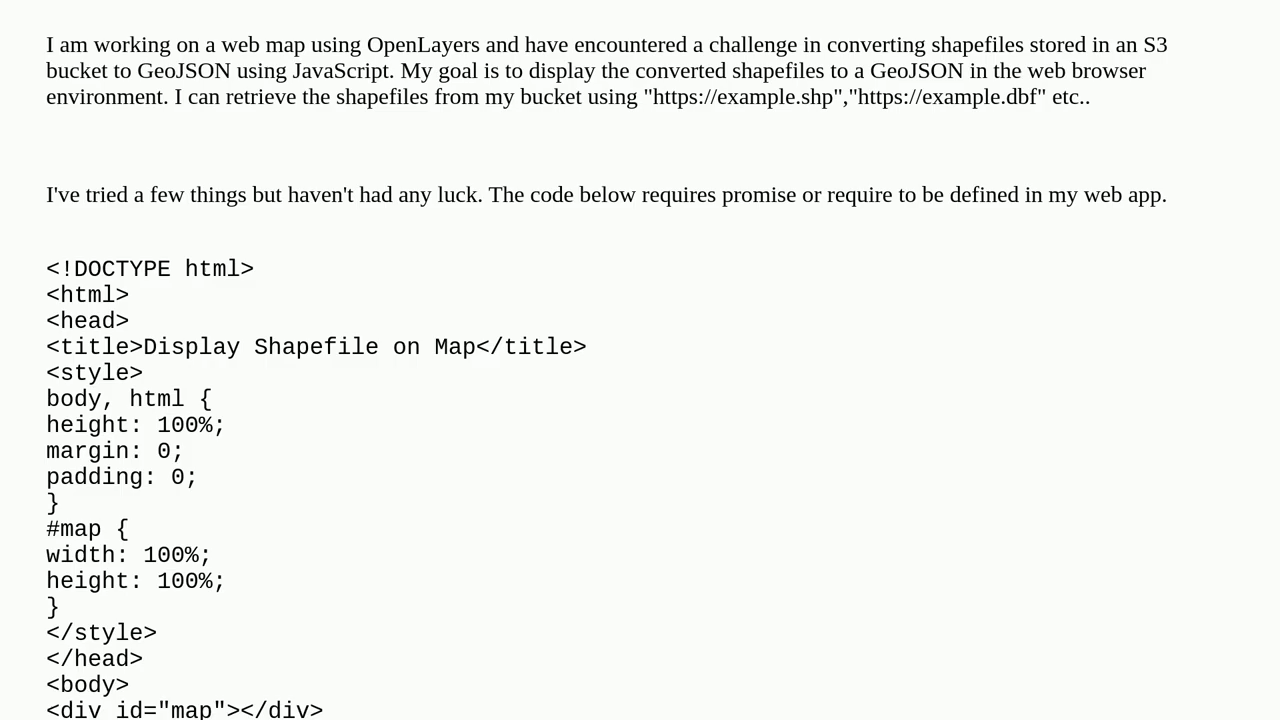 I am working on a web map using OpenLayers and have encountered a challenge in converting shapefiles stored in an S3
bucket to GeoJSON using JavaScript. My goal is to display the converted shapefiles to a GeoJSON in the web browser
environment. I can retrieve the shapefiles from my bucket using "https://example.shp","https://example.dbf" etc..
I've tried a few things but haven't had any luck. The code below requires promise or require to be defined in my web app.
<!DOCTYPE html>
<html>
<head>
<title>Display Shapefile on Map</title>
<style>
body, html {
height: 100%;
margin: 0;
padding: 0;
}
#map {
width: 100%;
height: 100%;
}
</style>
</head>
<body>
<div id="map"></div>